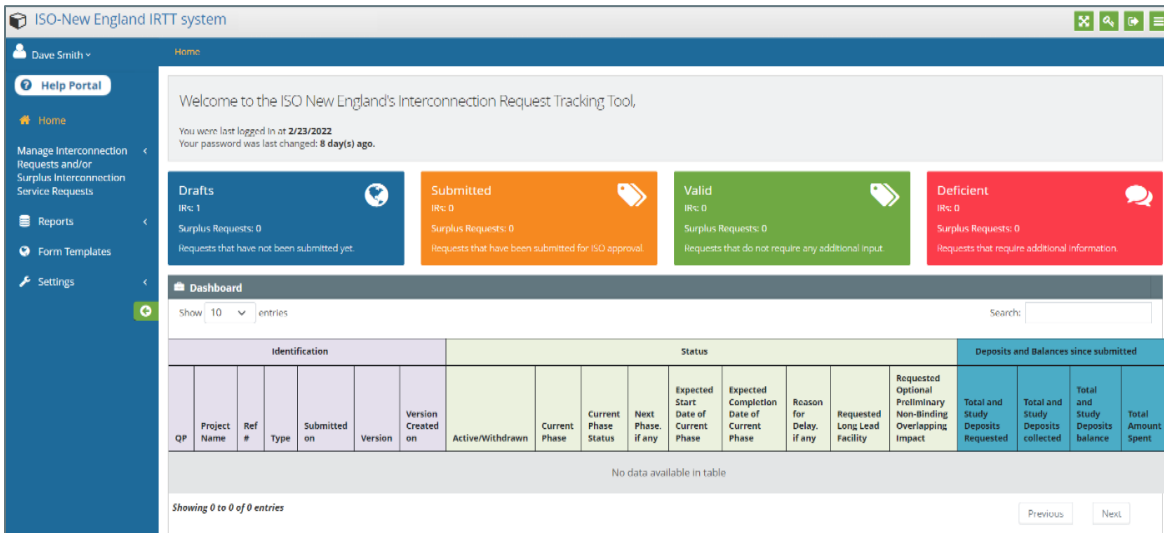 ISO-New England IRTT system
Dave Smith
Home
Help Portal
Home
Manage Interconnection
Requests and/or
Surplus Interconnection
Service Requests
Reports
Form Templates
Settings
Welcome to the ISO New England's Interconnection Request Tracking Tool,
You were last logged in at 2/23/2022
Your password was last changed: 8 day(s) ago.
Drafts
IRs: 1
Surplus Requests: 0
Requests that have not been submitted yet.
Submitted
IRs: 0
Surplus Requests: 0
Requests that have been submitted for ISO approval.
Valid
IRs: 0
Surplus Requests: 0
Requests that do not require any additional input.
Deficient
IRs: 0
Surplus Requests: 0
Requests that require additional information.
Dashboard
Show 10 entries
Search:
Identification
Status
Deposits and Balances since submitted
QP
Project
Name
Ref
#
Type
Submitted
on
Version
Version
Created
on
Active/Withdrawn
Current
Phase
Current
Phase
Status
Next
Phase.
if any
Expected
Start
Date of
Current
Phase
Expected
Completion
Date of
Current
Phase
Reason
for
Delay.
if any
Requested
Long Lead
Facility
Requested
Optional
Preliminary
Non-Binding
Overlapping
Impact
Total and
Study
Deposits
Requested
Total and
Study
Deposits
collected
Total
and
Study
Deposits
balance
Total
Amount
Spent
No data available in table
Showing 0 to 0 of 0 entries
Previous
Next